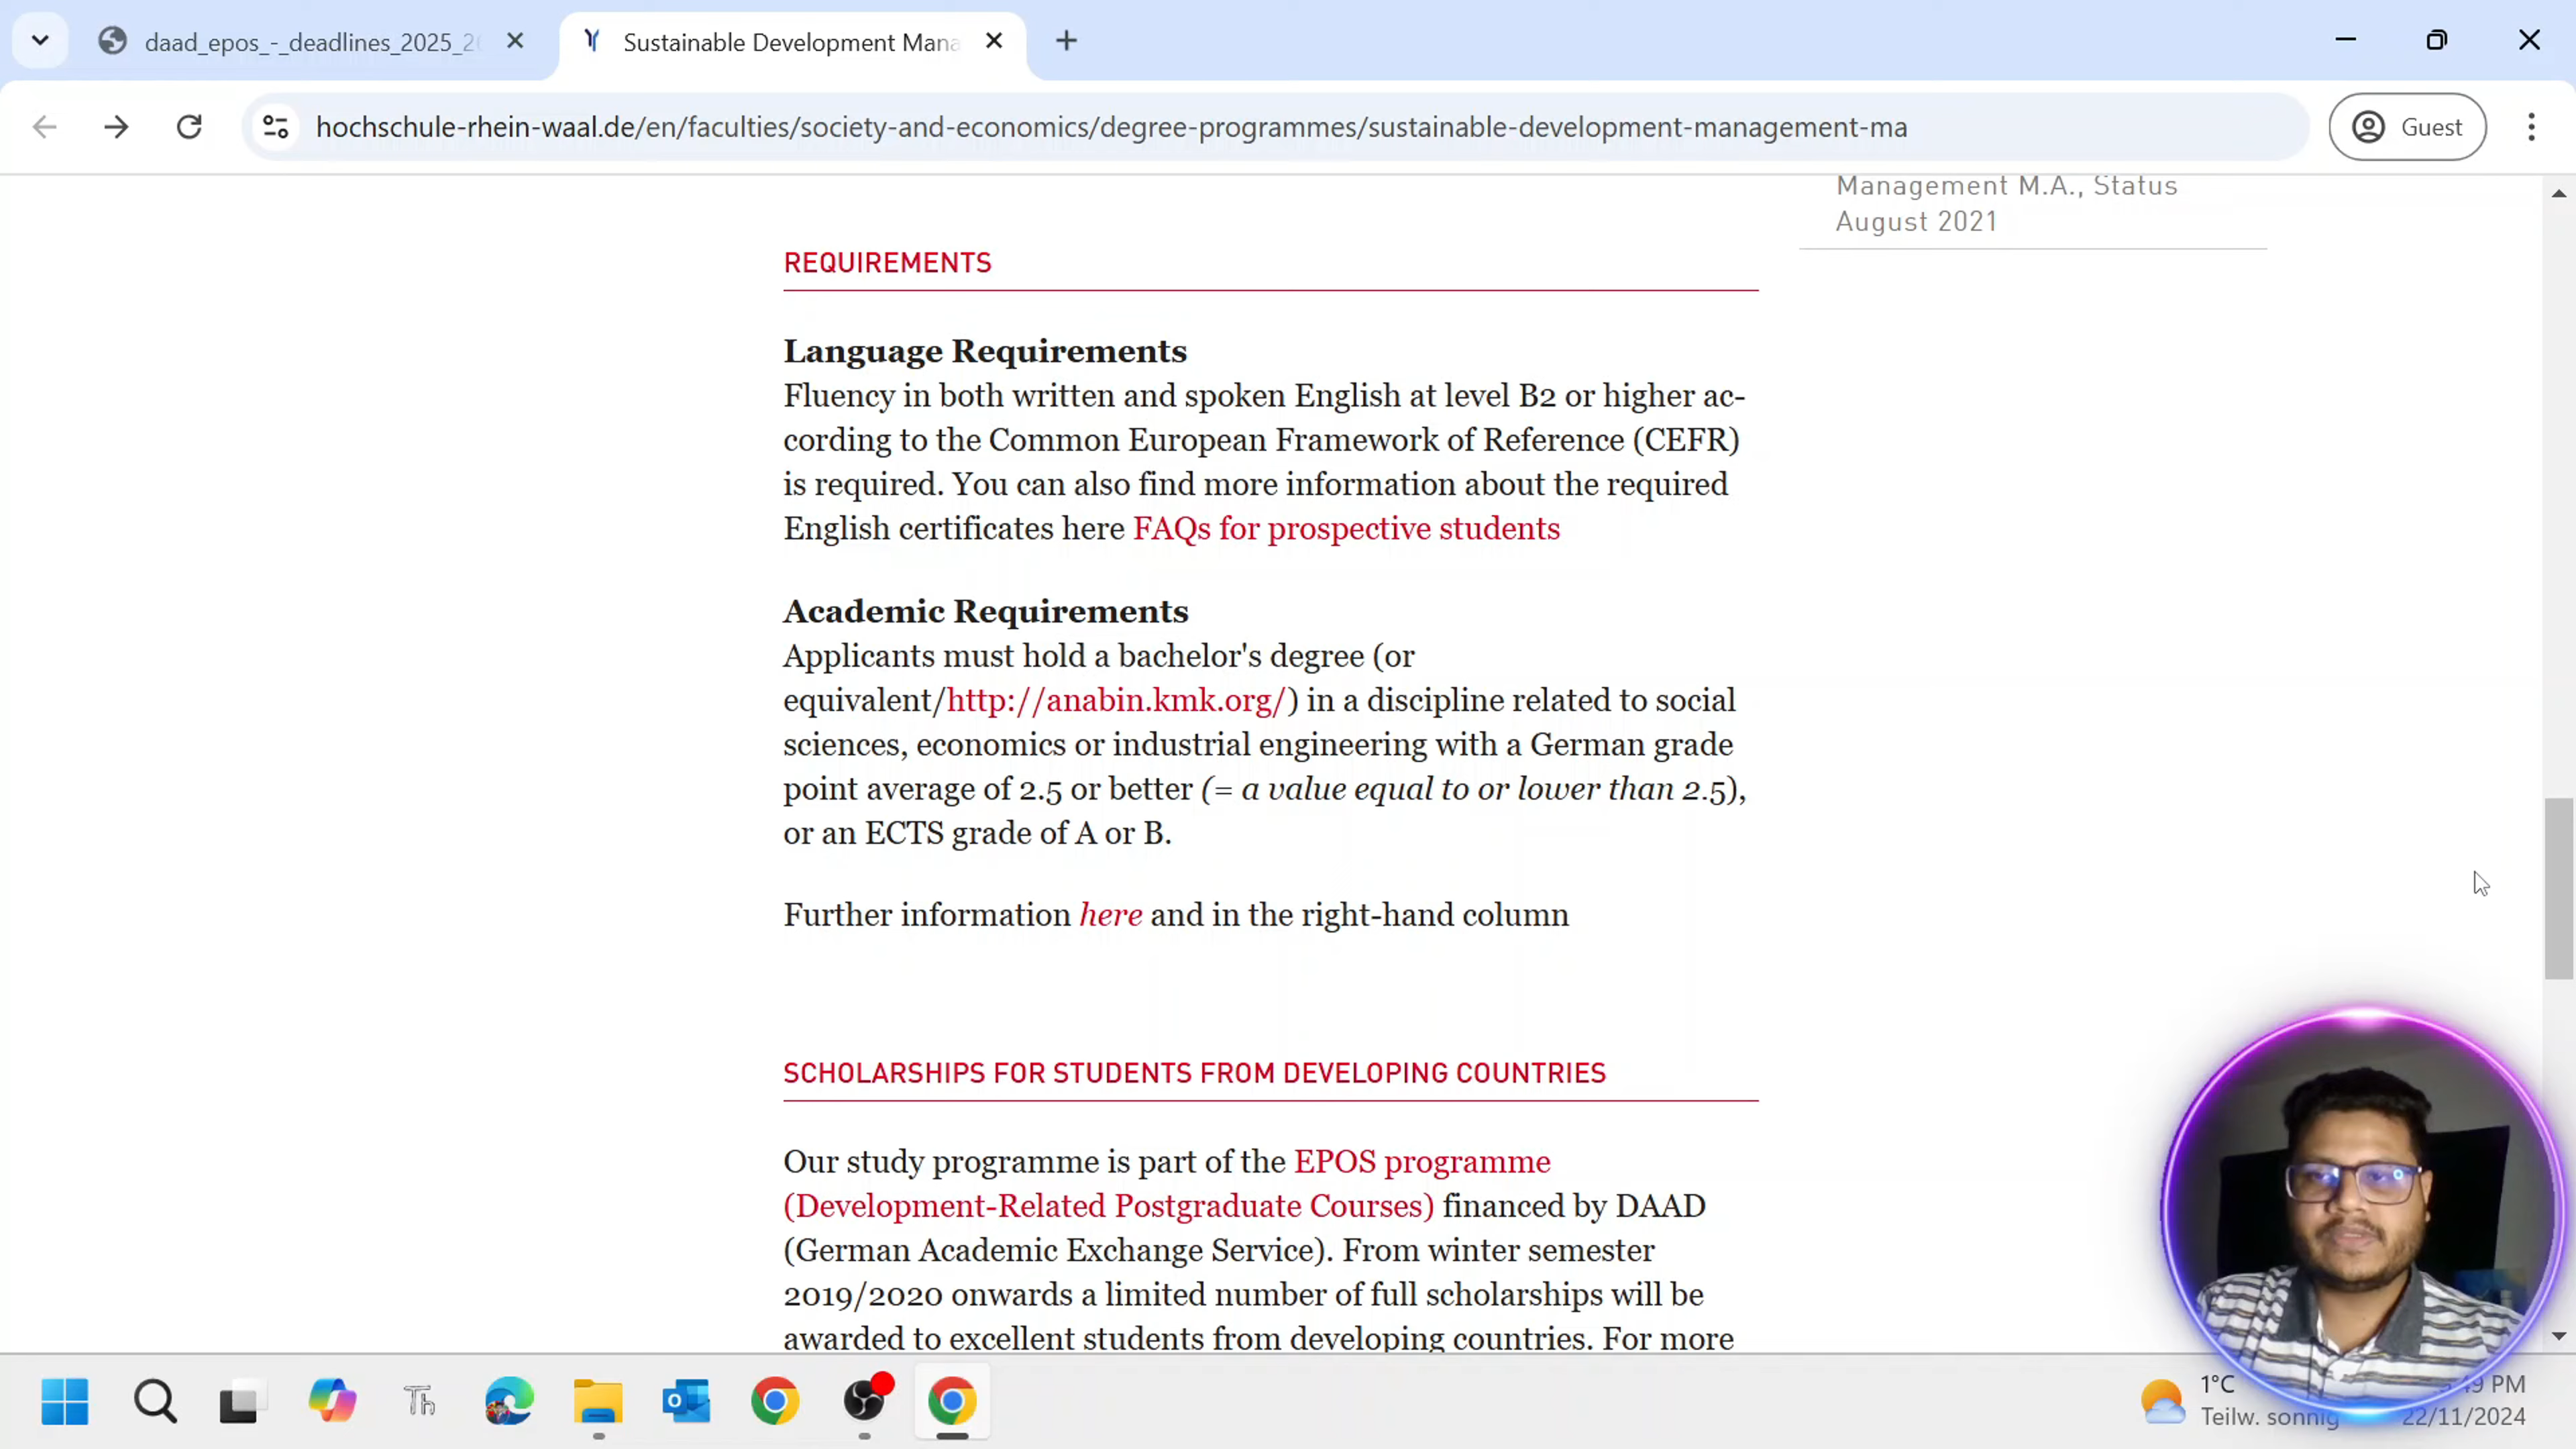 daad_epos_-_deadlines_2025_2
Sustainable Development Mana
hochschule-rhein-waal.de/en/faculties/society-and-economics/degree-programmes/sustainable-development-management-ma
Guest
Management M.A., Status
August 2021
REQUIREMENTS
Language Requirements
Fluency in both written and spoken English at level B2 or higher ac-
cording to the Common European Framework of Reference (CEFR)
is required. You can also find more information about the required
English certificates here FAQs for prospective students
Academic Requirements
Applicants must hold a bachelor's degree (or
equivalent/http://anabin.kmk.org/) in a discipline related to social
sciences, economics or industrial engineering with a German grade
point average of 2.5 or better (= a value equal to or lower than 2.5),
or an ECTS grade of A or B.
Further information here and in the right-hand column
SCHOLARSHIPS FOR STUDENTS FROM DEVELOPING COUNTRIES
Our study programme is part of the EPOS programme
(Development-Related Postgraduate Courses) financed by DAAD
(German Academic Exchange Service). From winter semester
2019/2020 onwards a limited number of full scholarships will be
awarded to excellent students from developing countries. For more
Th
1°C
Teilw. sonnig
49 PM
22/11/2024